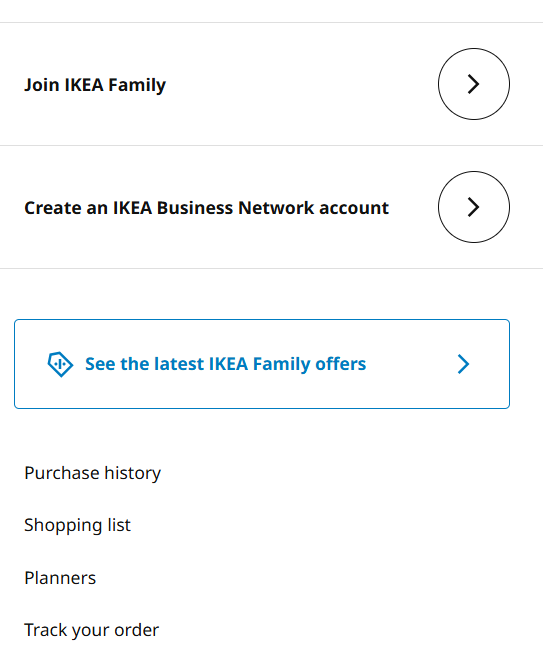 Join IKEA Family
Create an IKEA Business Network account
See the latest IKEA Family offers
Purchase history
Shopping list
Planners
Track your order